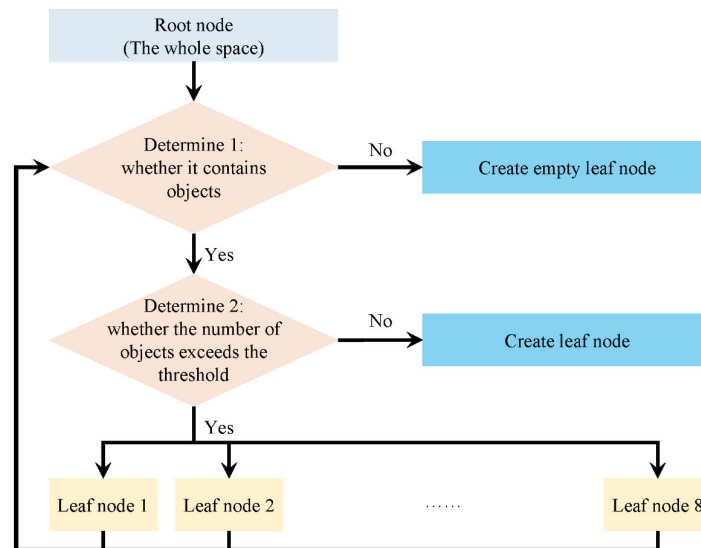 Root node
(The whole space)
Determine 1:
whether it contains
objects
No
Create empty leaf node
Yes
Determine 2:
whether the number of
objects exceeds the
threshold
No
Create leaf node
Yes
Leaf node 1
Leaf node 2
……
Leaf node 8